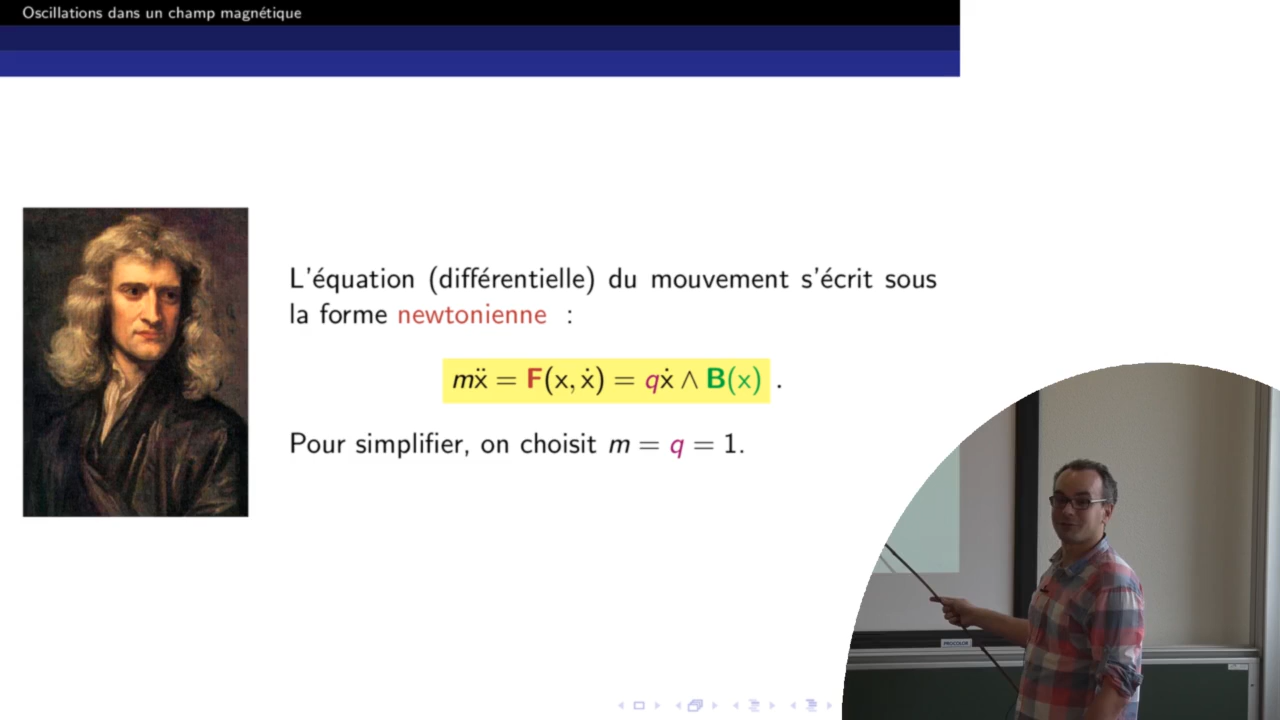 Oscillations dans un champ magnétique
L'équation (différentielle) du mouvement s'écrit sous
la forme newtonienne :
mẍ = F(x, ẋ) = qẋ ∧ B(x) .
Pour simplifier, on choisit m = q = 1.
PROCOLOR